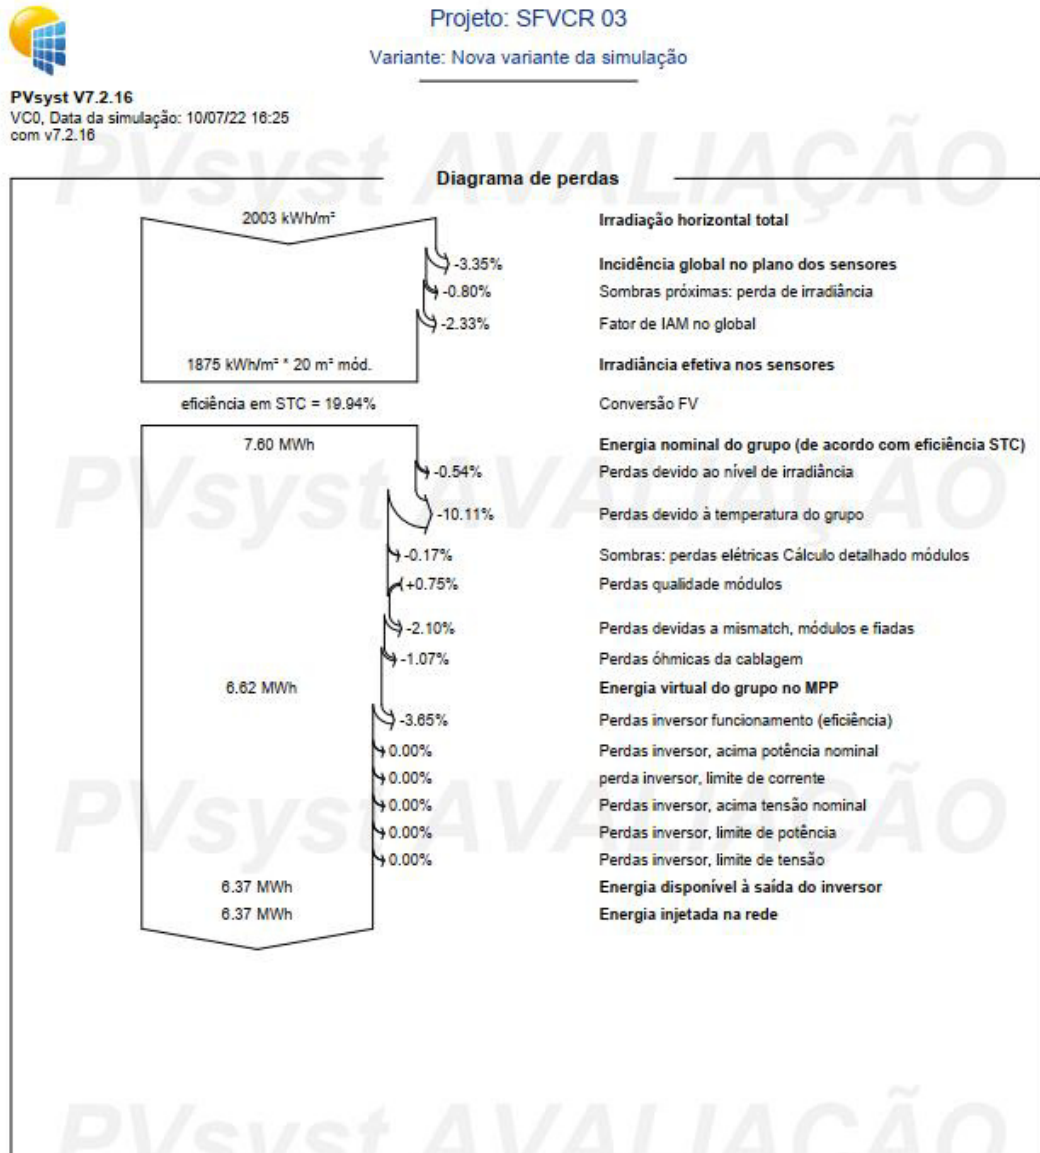 Projeto: SFVCR 03
Variante: Nova variante da simulação
PVsyst V7.2.16
VC0, Data da simulação: 10/07/22 16:25
com v7.2.16
PVsyst AVALIAÇÃO
Diagrama de perdas
2003 kWh/m² Irradiação horizontal total
-3.35% Incidência global no plano dos sensores
-0.80% Sombras próximas: perda de irradiância
-2.33% Fator de IAM no global
1875 kWh/m² * 20 m² mód. Irradiância efetiva nos sensores
eficiência em STC = 19.94% Conversão FV
7.60 MWh Energia nominal do grupo (de acordo com eficiência STC)
-0.54% Perdas devido ao nível de irradiância
PVsyst AVALIAÇÃO
-10.11% Perdas devido à temperatura do grupo
-0.17% Sombras: perdas elétricas Cálculo detalhado módulos
+0.75% Perdas qualidade módulos
-2.10% Perdas devidas a mismatch, módulos e fiadas
-1.07% Perdas óhmicas da cablagem
6.62 MWh Energia virtual do grupo no MPP
-3.65% Perdas inversor funcionamento (eficiência)
0.00% Perdas inversor, acima potência nominal
0.00% perda inversor, limite de corrente
0.00% Perdas inversor, acima tensão nominal
PVsyst AVALIAÇÃO
0.00% Perdas inversor, limite de potência
0.00% Perdas inversor, limite de tensão
6.37 MWh Energia disponível à saída do inversor
6.37 MWh Energia injetada na rede
PVsyst AVALIAÇÃO